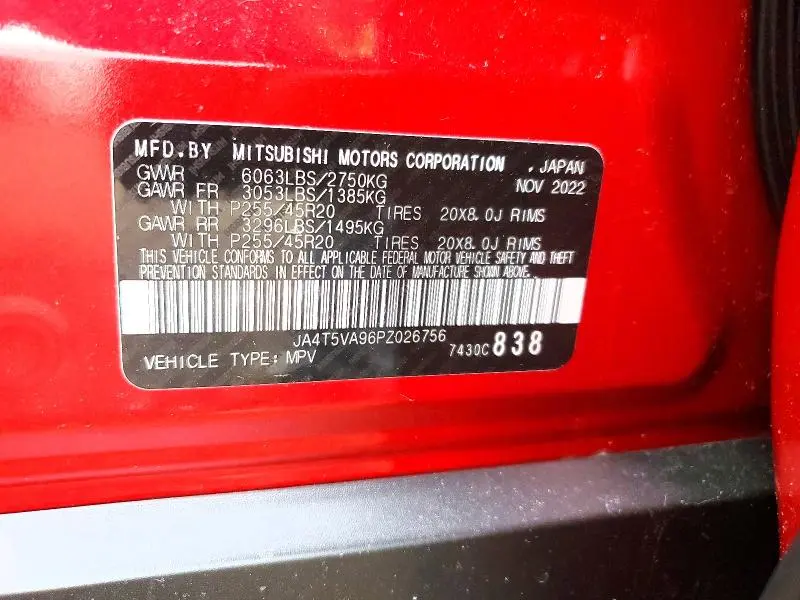 MFD.BY MITSUBISHI MOTORS CORPORATION , JAPAN
GWWR 6063LBS/2750KG NOV 2022
GAWR FR 3053LBS/1385KG
WITH P255/45R20 TIRES 20X8.0J RIMS
GAWR RR 3296LBS/1495KG
WITH P255/45R20 TIRES 20X8.0J RIMS
THIS VEHICLE CONFORMS TO ALL APPLICABLE FEDERAL MOTOR VEHICLE SAFETY AND THEFT
PREVENTION STANDARDS IN EFFECT ON THE DATE OF MANUFACTURE SHOWN ABOVE.
JA4T5VA96PZ026756
VEHICLE TYPE: MPV 7430C 838